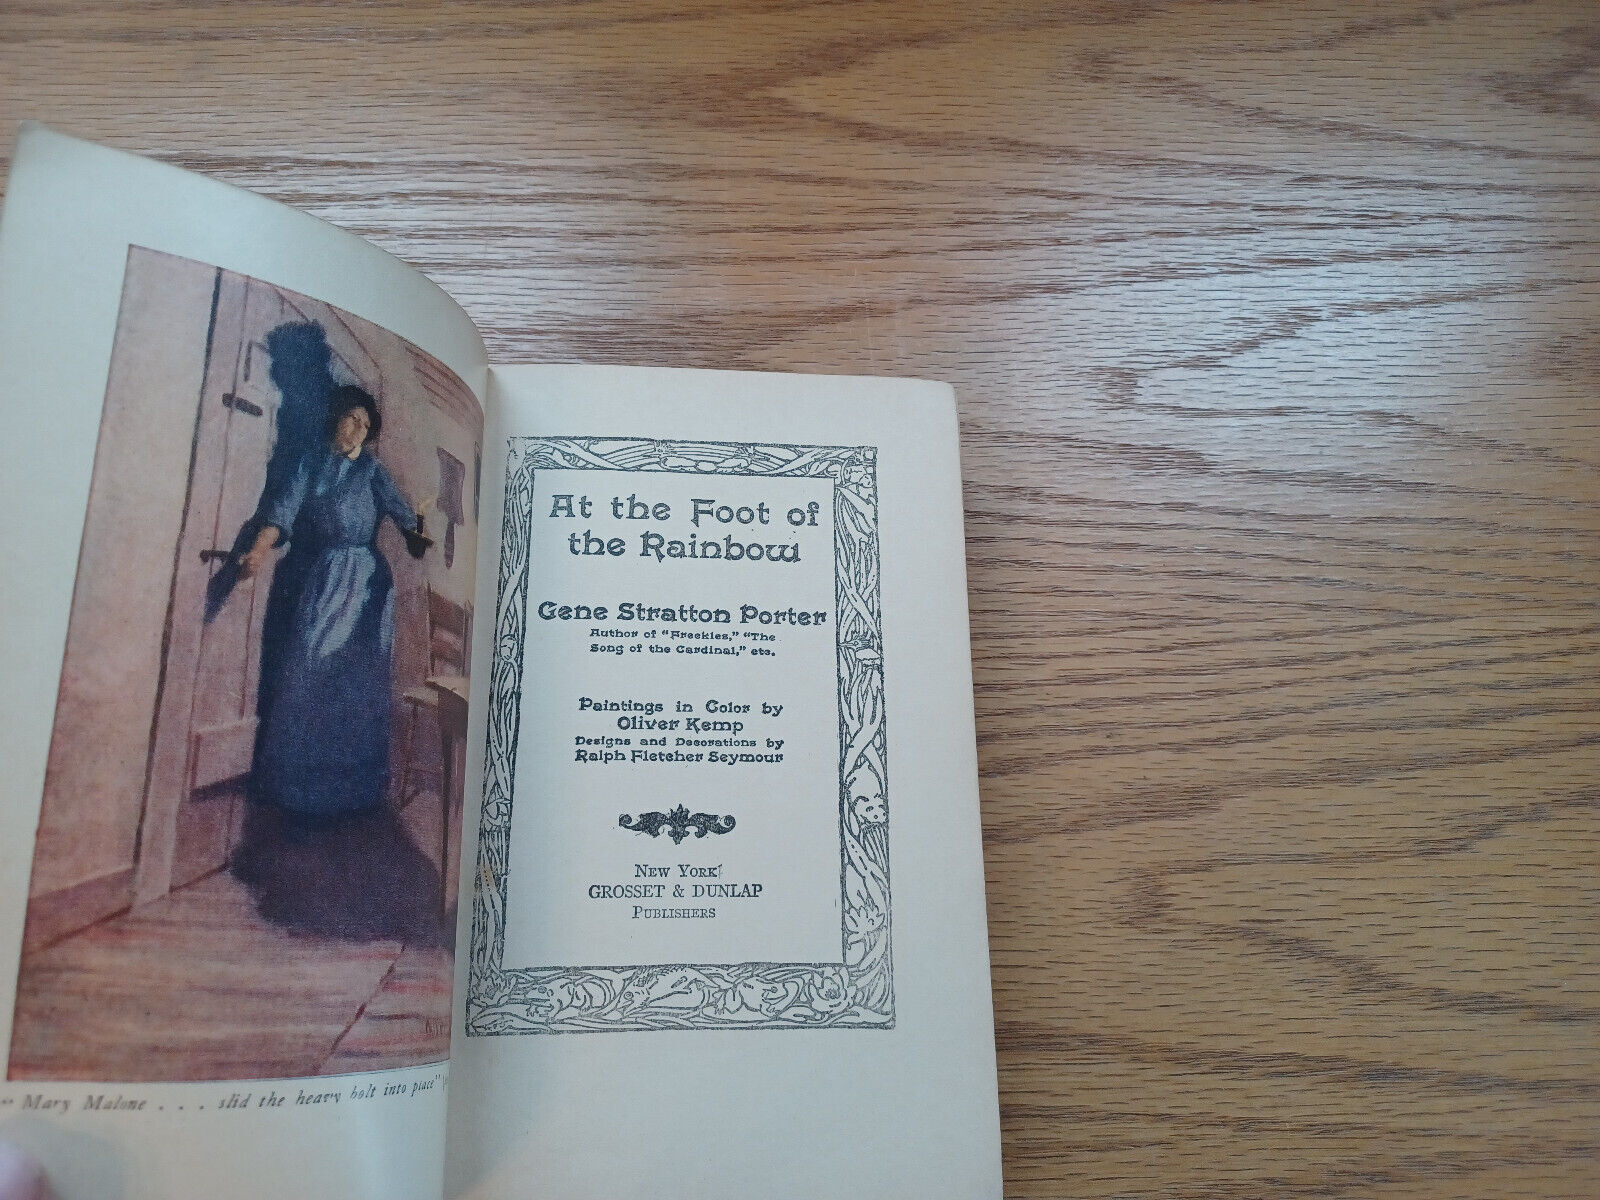 "Mary Malone . . . slid the heavy bolt into place"
At the Foot of
the Rainbow
Gene Stratton Porter
Author of "Freckles," "The
Song of the Cardinal," etc.
Paintings in Color by
Oliver Kemp
Designs and Decorations by
Ralph Fletcher Seymour
NEW YORK
GROSSET & DUNLAP
PUBLISHERS